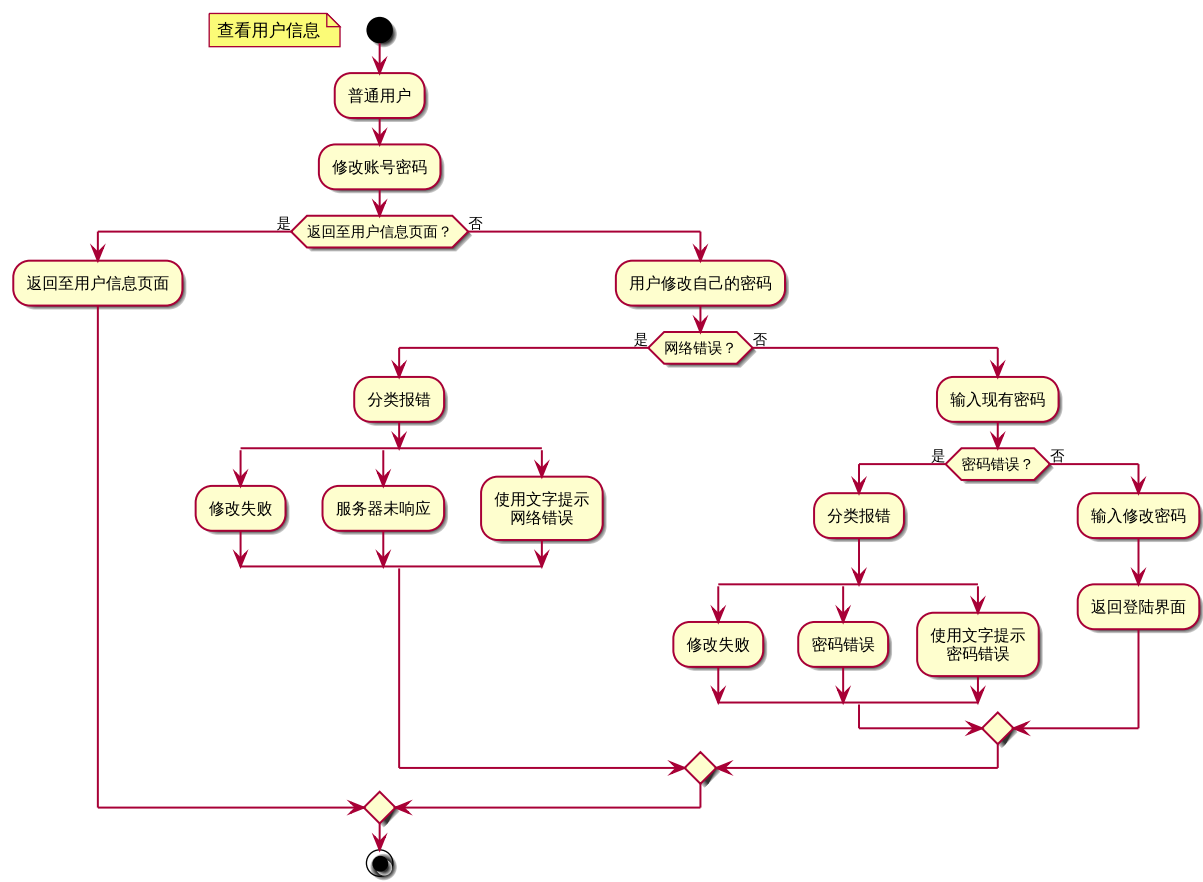 查看用户信息
普通用户
修改账号密码
是
返回至用户信息页面？
否
返回至用户信息页面
用户修改自己的密码
是
网络错误？
否
分类报错
输入现有密码
是
密码错误？
否
修改失败
服务器未响应
使用文字提示
网络错误
分类报错
输入修改密码
返回登陆界面
修改失败
密码错误
使用文字提示
密码错误